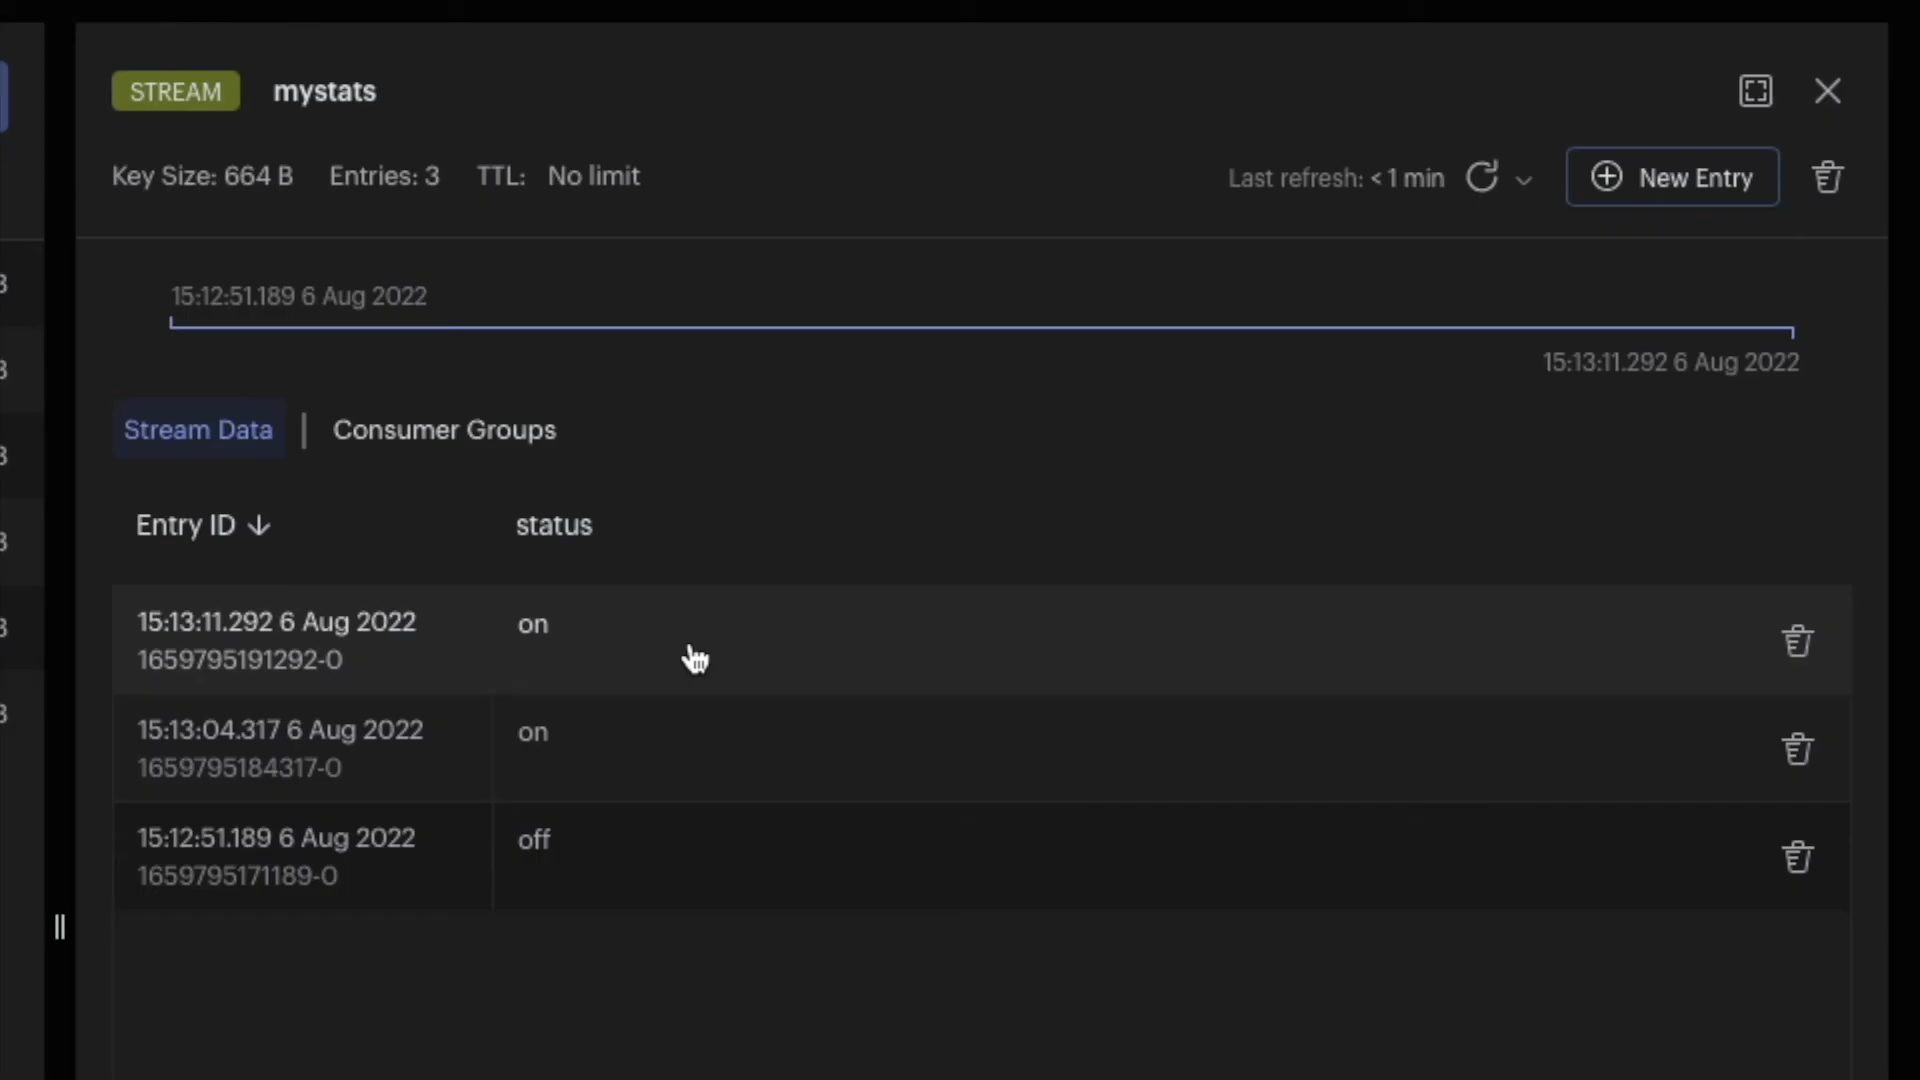 STREAM mystats
Key Size: 664 B Entries: 3 TTL: No limit Last refresh: < 1 min New Entry
15:12:51.189 6 Aug 2022
15:13:11.292 6 Aug 2022
Stream Data | Consumer Groups
Entry ID status
15:13:11.292 6 Aug 2022 on
1659795191292-0
15:13:04.317 6 Aug 2022 on
1659795184317-0
15:12:51.189 6 Aug 2022 off
1659795171189-0